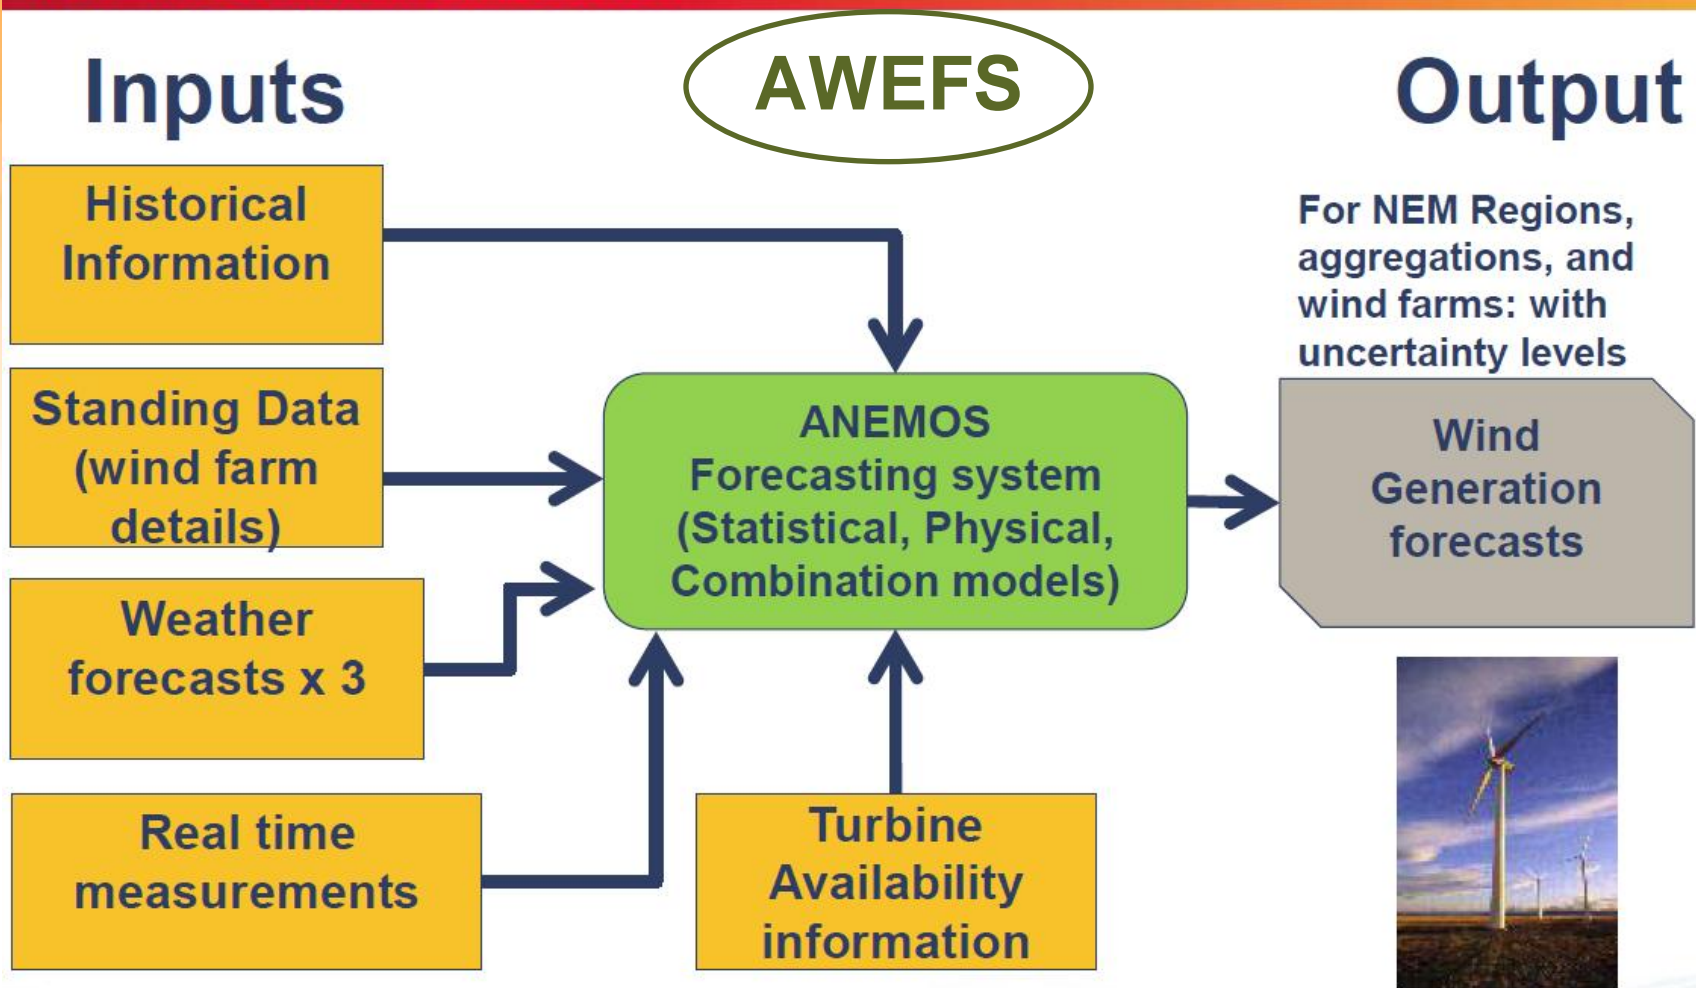 Inputs
AWEFS
Output
Historical
Information
For NEM Regions,
aggregations, and
wind farms: with
uncertainty levels
Standing Data
(wind farm
details)
ANEMOS
Forecasting system
(Statistical, Physical,
Combination models)
Wind
Generation
forecasts
Weather
forecasts x 3
Real time
measurements
Turbine
Availability
information